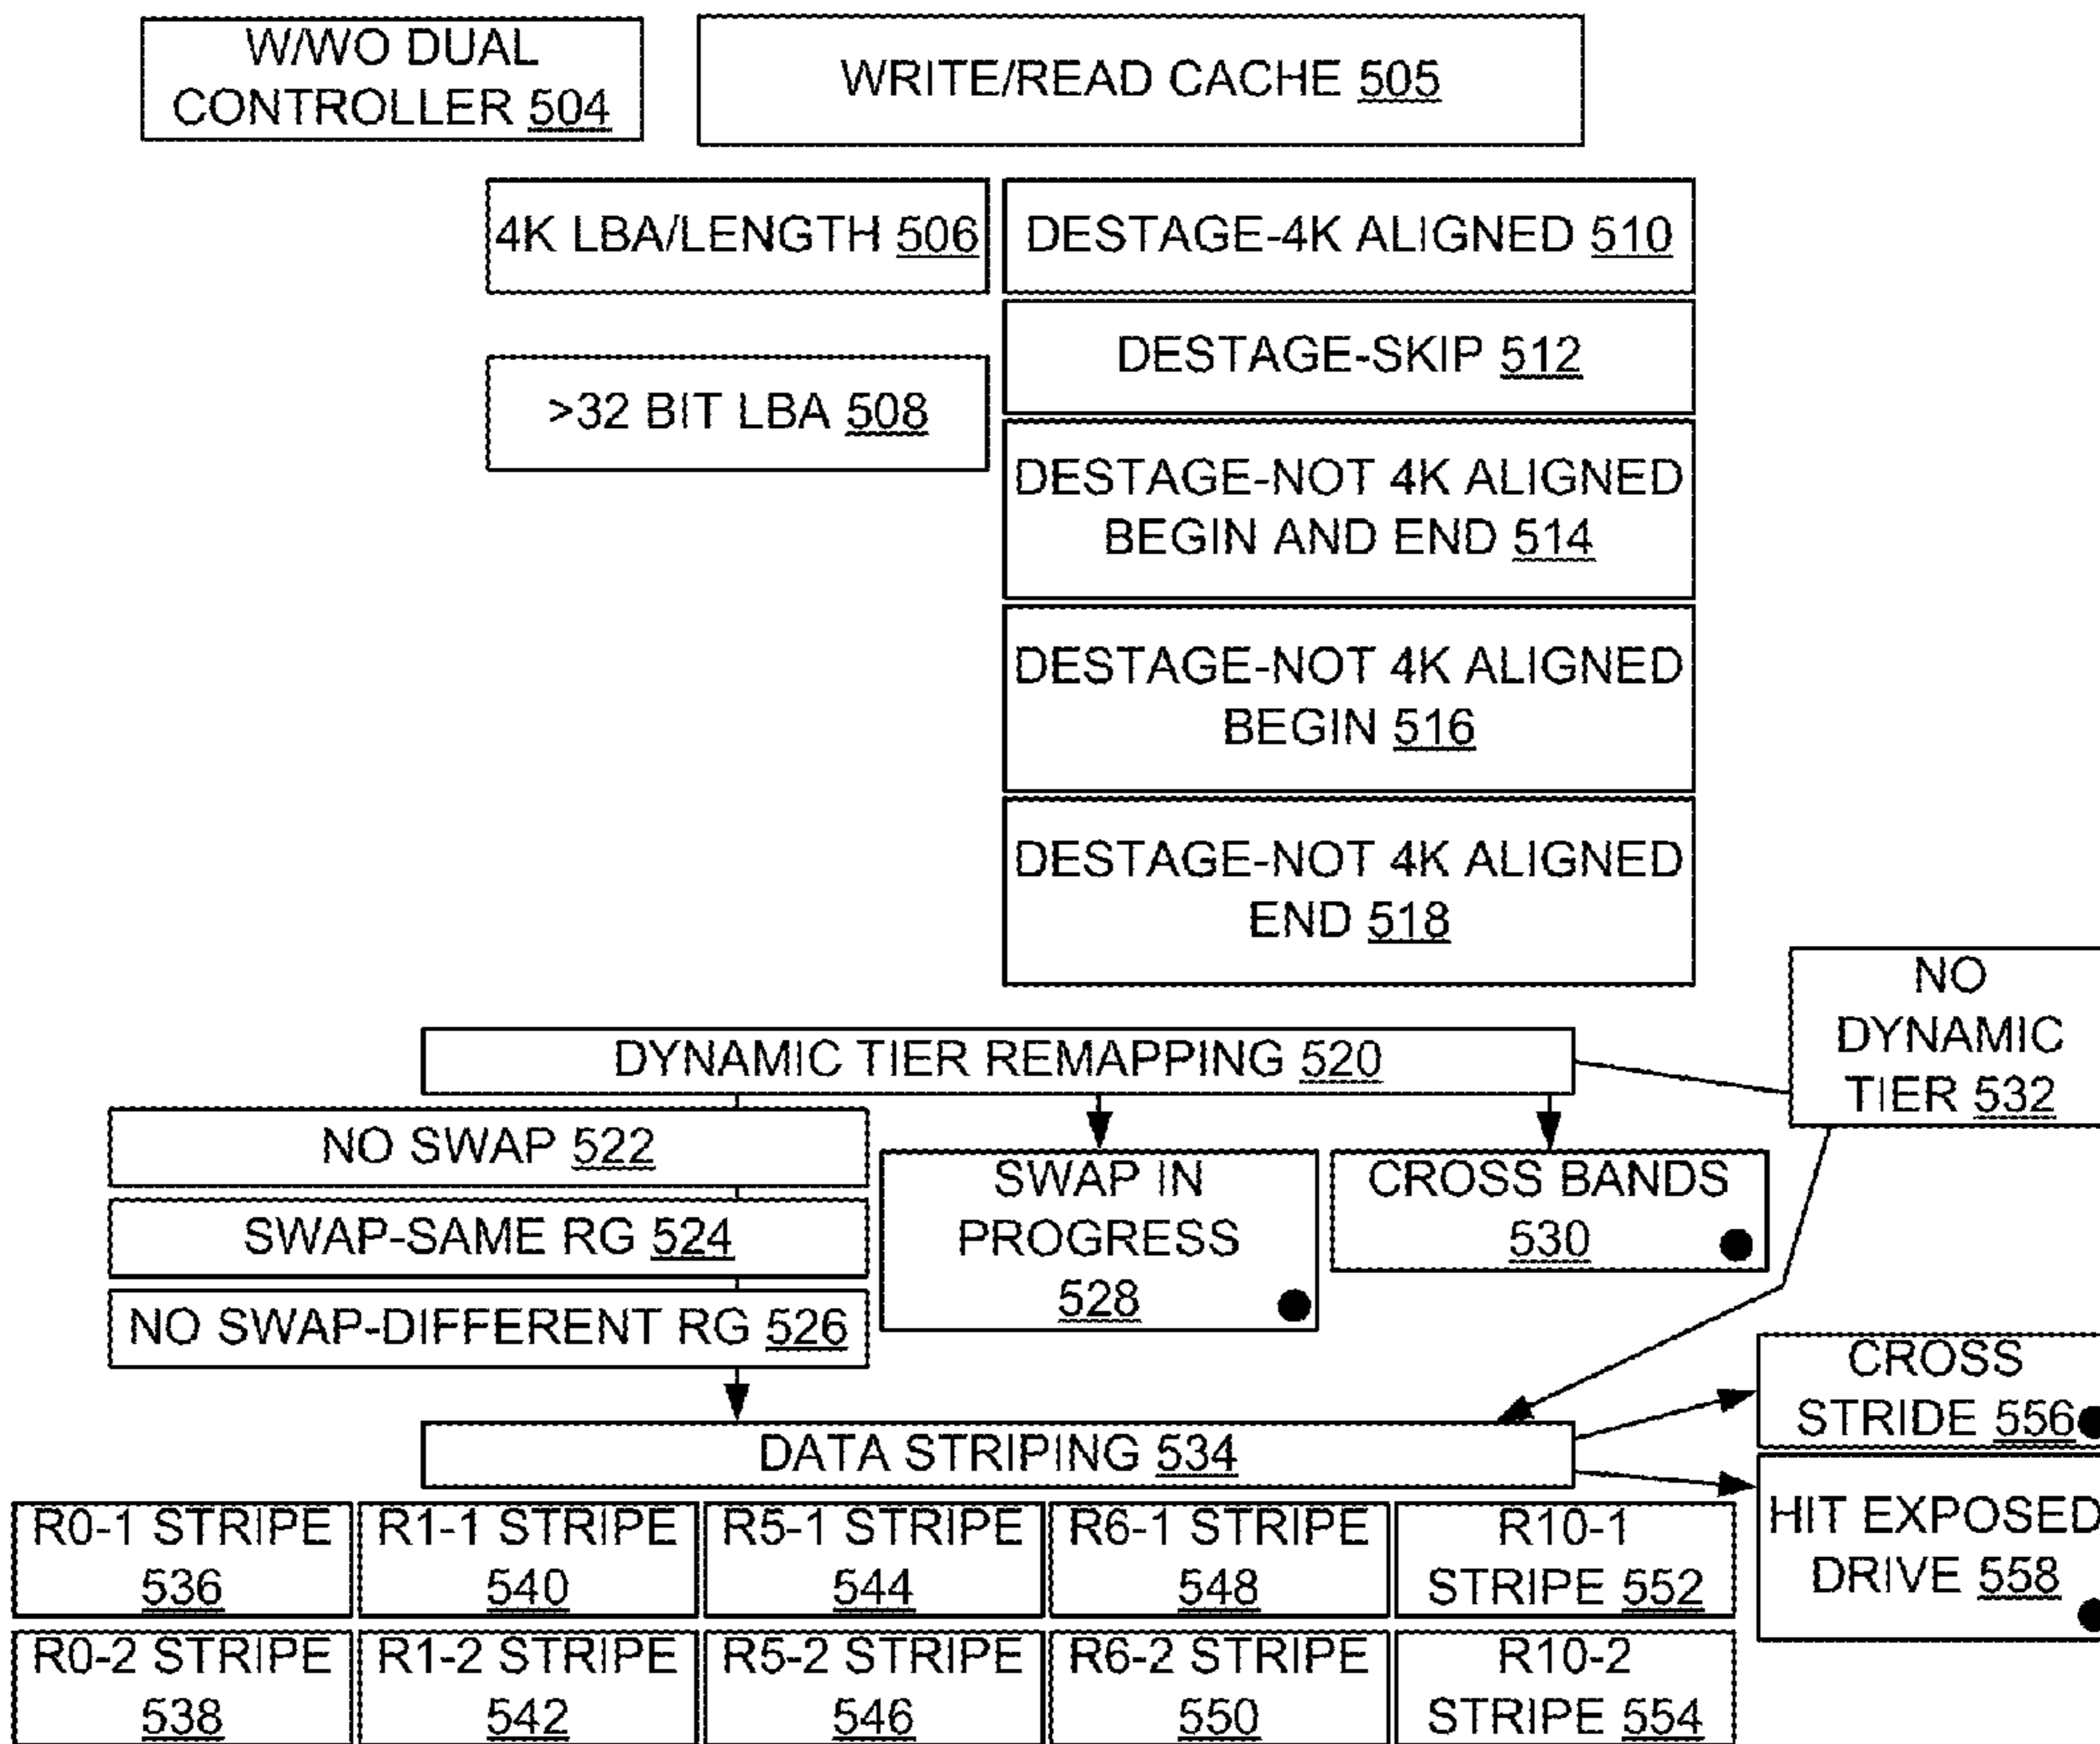 W/WO DUAL
CONTROLLER 504
WRITE/READ CACHE 505
4K LBA/LENGTH 506
DESTAGE-4K ALIGNED 510
DESTAGE-SKIP 512
>32 BIT LBA 508
DESTAGE-NOT 4K ALIGNED
BEGIN AND END 514
DESTAGE-NOT 4K ALIGNED
BEGIN 516
DESTAGE-NOT 4K ALIGNED
END 518
NO
DYNAMIC
TIER 532
DYNAMIC TIER REMAPPING 520
NO SWAP 522
SWAP-SAME RG 524
NO SWAP-DIFFERENT RG 526
SWAP IN
PROGRESS
528
CROSS BANDS
530
CROSS
STRIDE 556
DATA STRIPING 534
HIT EXPOSED
DRIVE 558
R0-1 STRIPE
536
R1-1 STRIPE
540
R5-1 STRIPE
544
R6-1 STRIPE
548
R10-1
STRIPE 552
R0-2 STRIPE
538
R1-2 STRIPE
542
R5-2 STRIPE
546
R6-2 STRIPE
550
R10-2
STRIPE 554